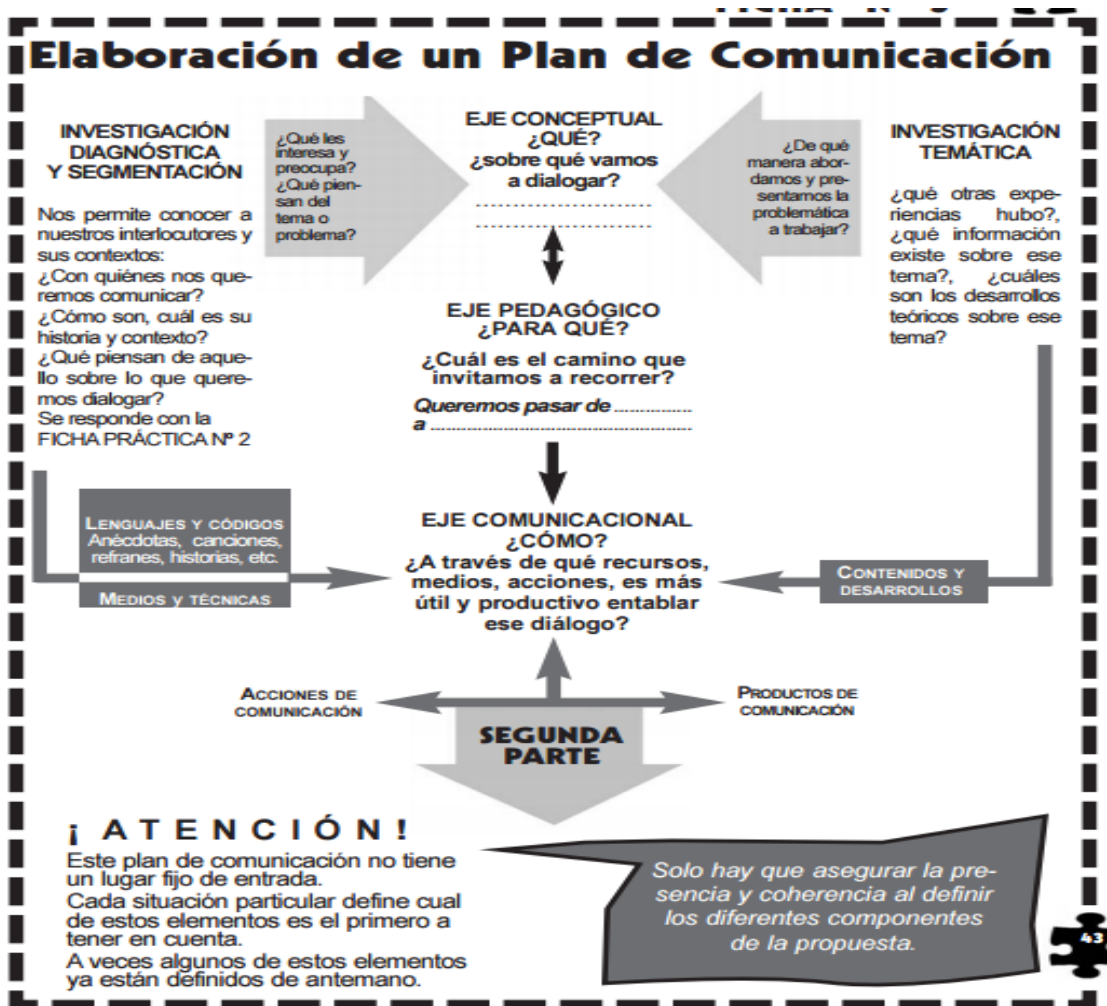 Elaboración de un Plan de Comunicación
INVESTIGACIÓN
DIAGNÓSTICA
Y SEGMENTACIÓN
Nos permite conocer a
nuestros interlocutores y
sus contextos:
¿Con quiénes nos que-
remos comunicar?
¿Cómo son, cuál es su
historia y contexto?
¿Qué piensan de aque-
llo sobre lo que quere-
mos dialogar?
Se responde con la
FICHA PRÁCTICA Nº 2
¿Qué les
interesa y
preocupa?
¿Qué pien-
san del
tema o
problema?
EJE CONCEPTUAL
¿QUÉ?
¿sobre qué vamos
a dialogar?
¿De qué
manera abor-
damos y pre-
sentamos la
problemática
a trabajar?
INVESTIGACIÓN
TEMÁTICA
¿qué otras expe-
riencias hubo?,
¿qué información
existe sobre ese
tema?, ¿cuáles
son los desarrollos
teóricos sobre ese
tema?
EJE PEDAGÓGICO
¿PARA QUÉ?
¿Cuál es el camino que
invitamos a recorrer?
Queremos pasar de ................
a ......................................................
LENGUAJES Y CÓDIGOS
Anécdotas, canciones,
refranes, historias, etc.
MEDIOS Y TÉCNICAS
EJE COMUNICACIONAL
¿CÓMO?
¿A través de qué recursos,
medios, acciones, es más
útil y productivo entablar
ese diálogo?
CONTENIDOS Y
DESARROLLOS
ACCIONES DE
COMUNICACIÓN
PRODUCTOS DE
COMUNICACIÓN
SEGUNDA
PARTE
¡ ATENCIÓN!
Este plan de comunicación no tiene
un lugar fijo de entrada.
Cada situación particular define cual
de estos elementos es el primero a
tener en cuenta.
A veces algunos de estos elementos
ya están definidos de antemano.
Solo hay que asegurar la pre-
sencia y coherencia al definir
los diferentes componentes
de la propuesta.
43